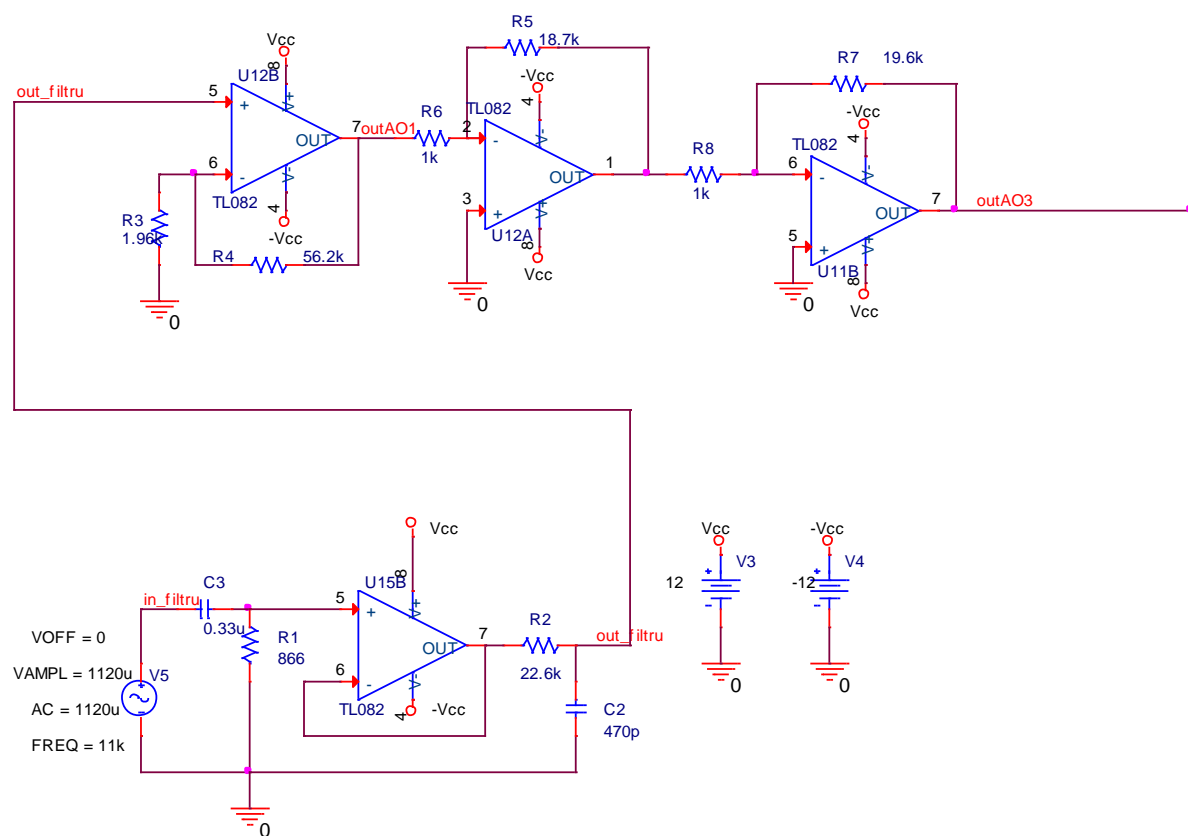 R5
18.7k
Vcc
8
U12B
out_filtru
5
+
V+
OUT
7
outAO1
6
-
V-
TL082
4
-Vcc
R3
1.96k
R4
56.2k
0
R6
1k
-Vcc
4
TL082
2
-
V-
OUT
1
3
+
V+
U12A
8
Vcc
0
R8
1k
R7
19.6k
-Vcc
4
TL082
6
-
V-
OUT
7
outAO3
5
+
V+
U11B
8
Vcc
0
Vcc
8
U15B
C3
in_filtru
0.33u
5
+
V+
R1
866
OUT
7
R2
out_filtru
22.6k
6
-
V-
TL082
4
-Vcc
C2
470p
VOFF = 0
VAMPL = 1120u
V5
AC = 1120u
FREQ = 11k
0
Vcc
V3
12
0
-Vcc
V4
-12
0